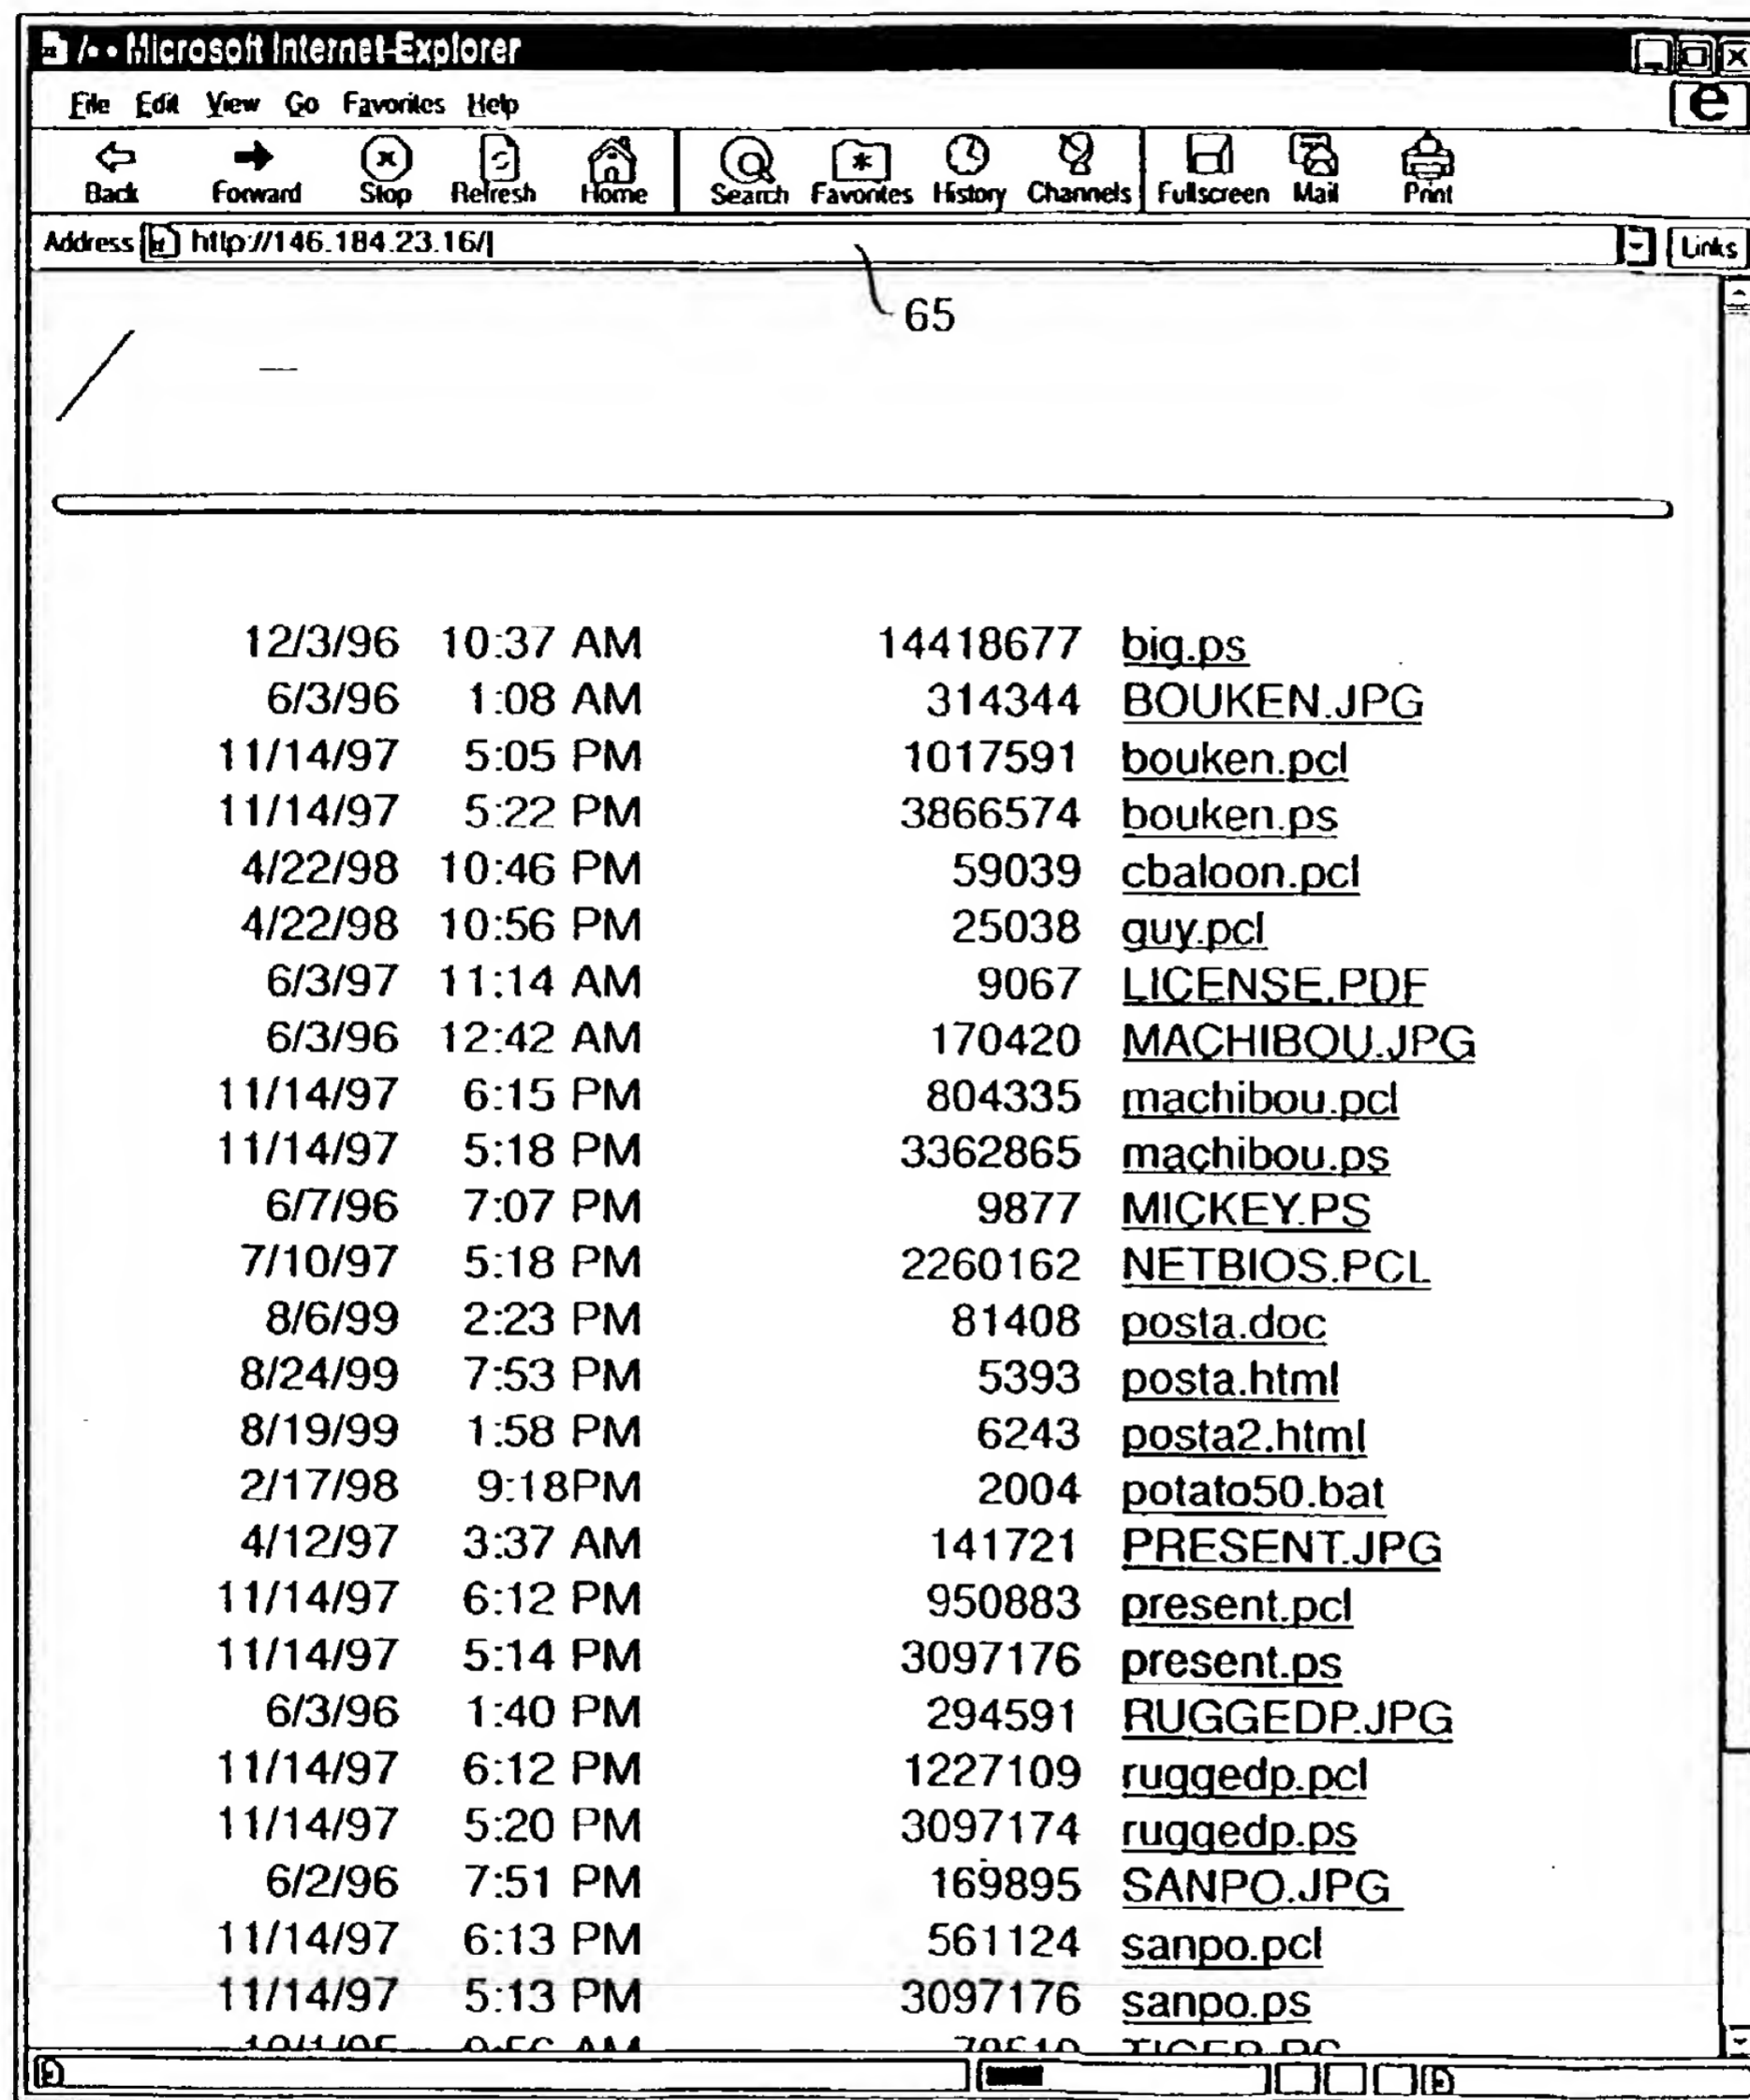 / - Microsoft Internet Explorer
File Edit View Go Favorites Help
Back Forward Stop Refresh Home Search Favorites History Channels Fullscreen Mail Print
Address http://146.184.23.16/ Links
65
/ —
12/3/96 10:37 AM 14418677 big.ps
6/3/96 1:08 AM 314344 BOUKEN.JPG
11/14/97 5:05 PM 1017591 bouken.pcl
11/14/97 5:22 PM 3866574 bouken.ps
4/22/98 10:46 PM 59039 cbaloon.pcl
4/22/98 10:56 PM 25038 guy.pcl
6/3/97 11:14 AM 9067 LICENSE.PDF
6/3/96 12:42 AM 170420 MACHIBOU.JPG
11/14/97 6:15 PM 804335 machibou.pcl
11/14/97 5:18 PM 3362865 machibou.ps
6/7/96 7:07 PM 9877 MICKEY.PS
7/10/97 5:18 PM 2260162 NETBIOS.PCL
8/6/99 2:23 PM 81408 posta.doc
8/24/99 7:53 PM 5393 posta.html
8/19/99 1:58 PM 6243 posta2.html
2/17/98 9:18PM 2004 potato50.bat
4/12/97 3:37 AM 141721 PRESENT.JPG
11/14/97 6:12 PM 950883 present.pcl
11/14/97 5:14 PM 3097176 present.ps
6/3/96 1:40 PM 294591 RUGGEDP.JPG
11/14/97 6:12 PM 1227109 ruggedp.pcl
11/14/97 5:20 PM 3097174 ruggedp.ps
6/2/96 7:51 PM 169895 SANPO.JPG
11/14/97 6:13 PM 561124 sanpo.pcl
11/14/97 5:13 PM 3097176 sanpo.ps